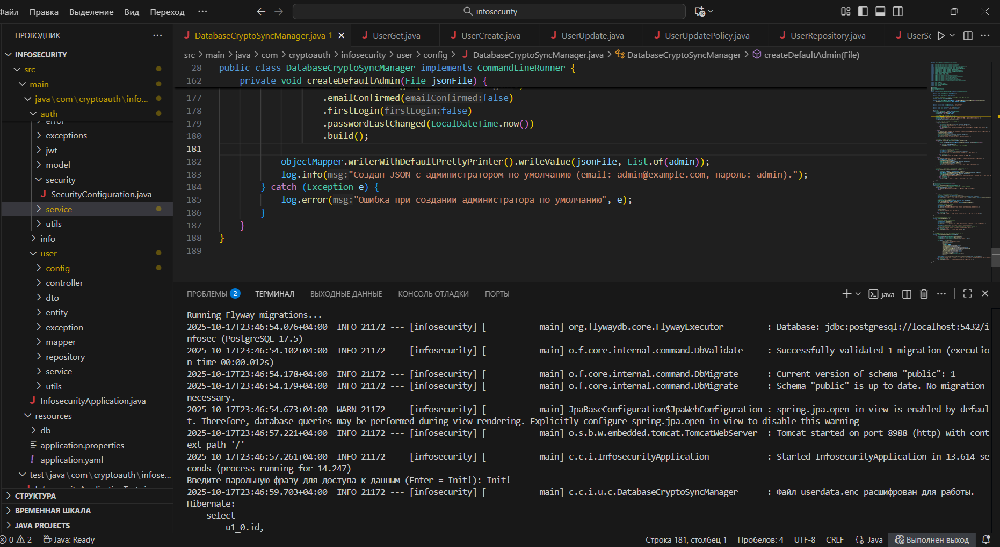 Файл Правка Выделение Вид Переход ··· infosecurity
ПРОВОДНИК ···
INFOSECURITY
src
main
java\com\cryptoauth\info...
auth
error
exceptions
jwt
model
security
SecurityConfiguration.java
service
utils
info
user
config
controller
dto
entity
exception
mapper
repository
service
utils
InfosecurityApplication.java
resources
db
application.properties
application.yaml
test\java\com\cryptoauth\infose...
СТРУКТУРА
ВРЕМЕННАЯ ШКАЛА
JAVA PROJECTS
DatabaseCryptoSyncManager.java 1 UserGet.java UserCreate.java UserUpdate.java UserUpdatePolicy.java UserRepository.java UserSe
src > main > java > com > cryptoauth > infosecurity > user > config > DatabaseCryptoSyncManager.java > DatabaseCryptoSyncManager > createDefaultAdmin(File)
28 public class DatabaseCryptoSyncManager implements CommandLineRunner {
162 private void createDefaultAdmin(File jsonFile) {
177 .emailConfirmed(emailConfirmed:false)
178 .firstLogin(firstLogin:false)
179 .passwordLastChanged(LocalDateTime.now())
180 .build();
181
182 objectMapper.writerWithDefaultPrettyPrinter().writeValue(jsonFile, List.of(admin));
183 log.info(msg:"Создан JSON с администратором по умолчанию (email: admin@example.com, пароль: admin).");
184 } catch (Exception e) {
185 log.error(msg:"Ошибка при создании администратора по умолчанию", e);
186 }
187 }
188 }
189
ПРОБЛЕМЫ 2 ТЕРМИНАЛ ВЫХОДНЫЕ ДАННЫЕ КОНСОЛЬ ОТЛАДКИ ПОРТЫ java
Running Flyway migrations...
2025-10-17T23:46:54.076+04:00 INFO 21172 --- [infosecurity] [ main] org.flywaydb.core.FlywayExecutor : Database: jdbc:postgresql://localhost:5432/i
nfosec (PostgreSQL 17.5)
2025-10-17T23:46:54.102+04:00 INFO 21172 --- [infosecurity] [ main] o.f.core.internal.command.DbValidate : Successfully validated 1 migration (executio
n time 00:00.012s)
2025-10-17T23:46:54.178+04:00 INFO 21172 --- [infosecurity] [ main] o.f.core.internal.command.DbMigrate : Current version of schema "public": 1
2025-10-17T23:46:54.179+04:00 INFO 21172 --- [infosecurity] [ main] o.f.core.internal.command.DbMigrate : Schema "public" is up to date. No migration
necessary.
2025-10-17T23:46:54.673+04:00 WARN 21172 --- [infosecurity] [ main] JpaBaseConfiguration$JpaWebConfiguration : spring.jpa.open-in-view is enabled by defaul
t. Therefore, database queries may be performed during view rendering. Explicitly configure spring.jpa.open-in-view to disable this warning
2025-10-17T23:46:57.221+04:00 INFO 21172 --- [infosecurity] [ main] o.s.b.w.embedded.tomcat.TomcatWebServer : Tomcat started on port 8988 (http) with cont
ext path '/'
2025-10-17T23:46:57.261+04:00 INFO 21172 --- [infosecurity] [ main] c.c.i.InfosecurityApplication : Started InfosecurityApplication in 13.614 se
conds (process running for 14.247)
Введите парольную фразу для доступа к данным (Enter = Init!): Init!
2025-10-17T23:46:59.703+04:00 INFO 21172 --- [infosecurity] [ main] c.c.i.u.c.DatabaseCryptoSyncManager : Файл userdata.enc расшифрован для работы.
Hibernate:
select
u1_0.id,
0 2 Java: Ready Строка 181, столбец 1 Пробелов: 4 UTF-8 CRLF {} Java Выполнен выход